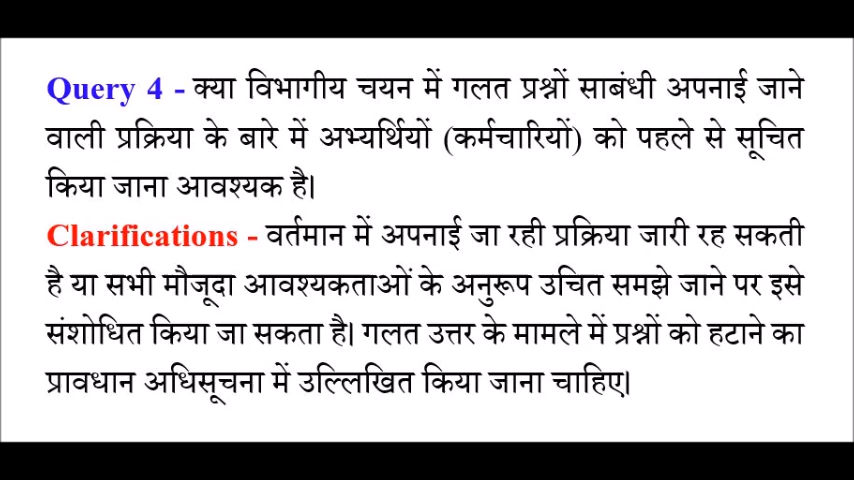 Query 4 - क्या विभागीय चयन में गलत प्रश्नों साबंधी अपनाई जाने
वाली प्रक्रिया के बारे में अभ्यर्थियों (कर्मचारियों) को पहले से सूचित
किया जाना आवश्यक है।
Clarifications - वर्तमान में अपनाई जा रही प्रक्रिया जारी रह सकती
है या सभी मौजूदा आवश्यकताओं के अनुरूप उचित समझे जाने पर इसे
संशोधित किया जा सकता है। गलत उत्तर के मामले में प्रश्नों को हटाने का
प्रावधान अधिसूचना में उल्लिखित किया जाना चाहिए।